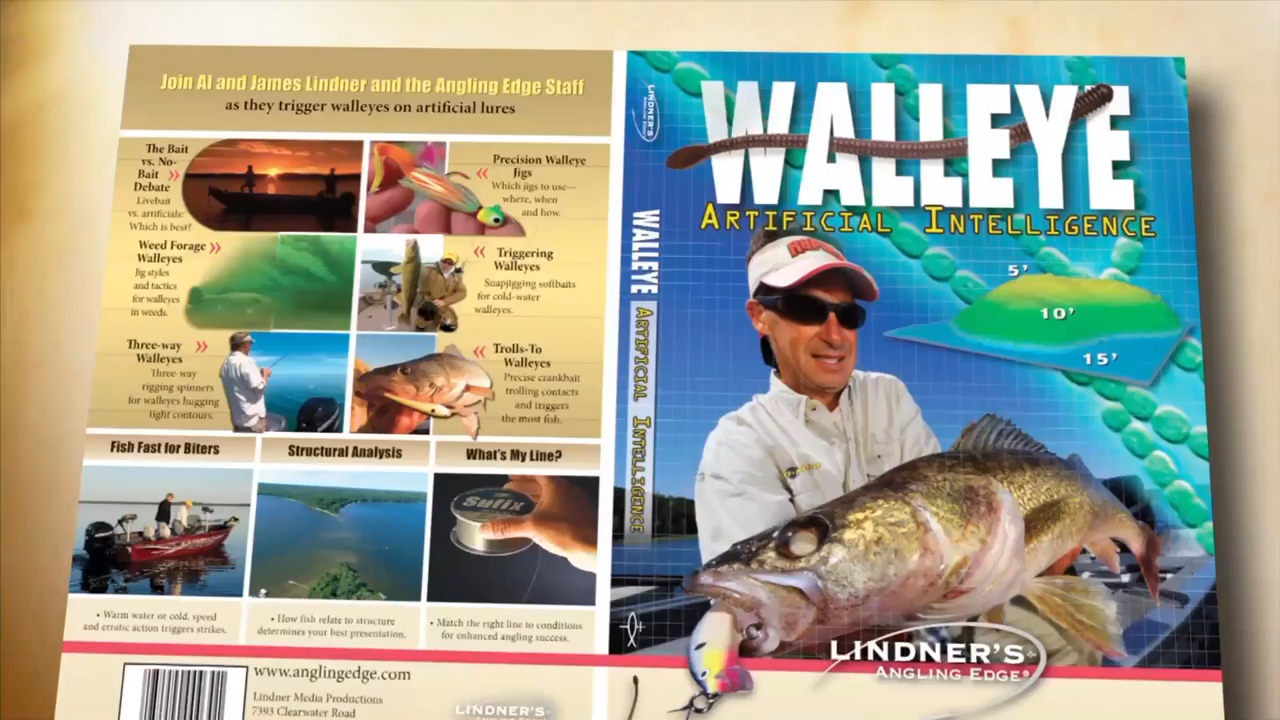 Join Al and James Lindner and the Angling Edge Staff
as they trigger walleyes on artificial lures
The Bait
vs. No-
Bait
Debate
Livebait
vs. artificials:
Which is best?
Precision Walleye
Jigs
Which jigs to use—
where, when
and how.
Weed Forage
Walleyes
Jig styles
and tactics
for walleyes
in weeds.
Triggering
Walleyes
Snapjigging softbaits
for cold-water
walleyes.
Three-way
Walleyes
Three-way
rigging spinners
for walleyes hugging
tight contours.
Trolls-To
Walleyes
Precise crankbait
trolling contacts
and triggers
the most fish.
Fish Fast for Biters
Structural Analysis
What's My Line?
Sufix
• Warm water or cold, speed
and erratic action triggers strikes.
• How fish relate to structure
determines your best presentation.
• Match the right line to conditions
for enhanced angling success.
www.anglingedge.com
Lindner Media Productions
7393 Clearwater Road
LINDNER'S
LINDNER'S
ANGLING EDGE
WALLEYE ARTIFICIAL INTELLIGENCE
WALLEYE
ARTIFICIAL INTELLIGENCE
5'
10'
15'
LINDNER'S
ANGLING EDGE®